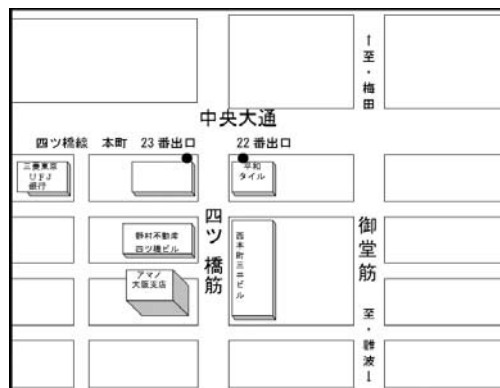 ↑至・梅田
中央大通
四ツ橋線 本町 23番出口 22番出口
三菱東京
UFJ
銀行
平和
タイル
四ツ橋筋
御堂筋
野村不動産
四ツ橋ビル
西本町三井ビル
アマノ
大阪支店
至・難波↓